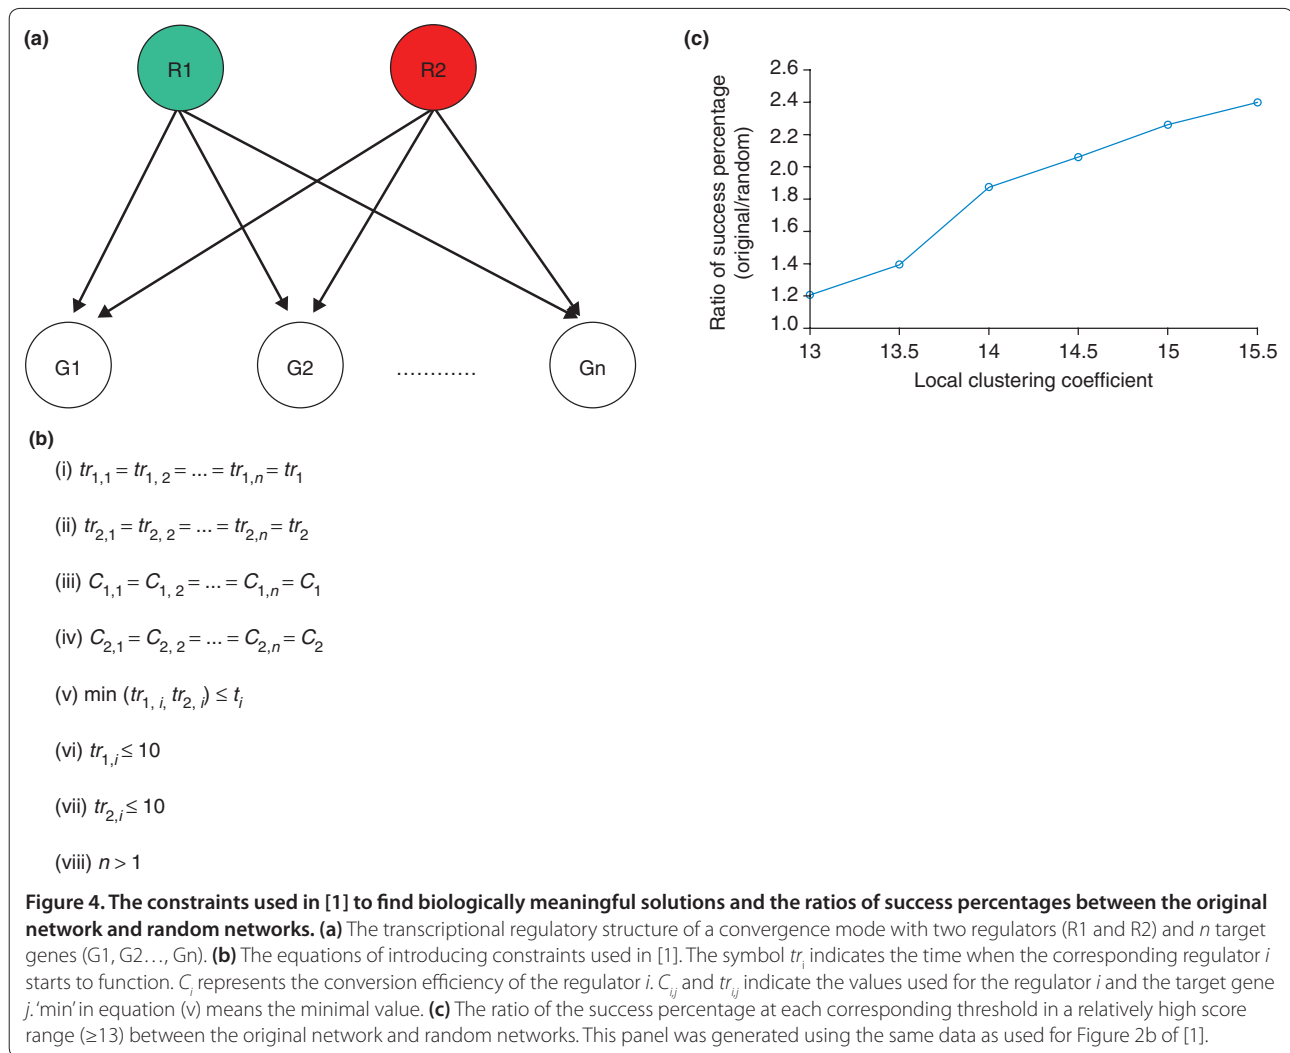 (a)
R1
R2
G1
G2
............
Gn
(c)
Ratio of success percentage
(original/random)
2.6
2.4
2.2
2.0
1.8
1.6
1.4
1.2
1.0
13
13.5
14
14.5
15
15.5
Local clustering coefficient
(b)
(i) tr1,1 = tr1, 2 = ... = tr1,n = tr1
(ii) tr2,1 = tr2, 2 = ... = tr2,n = tr2
(iii) C1,1 = C1, 2 = ... = C1,n = C1
(iv) C2,1 = C2, 2 = ... = C2,n = C2
(v) min (tr1, i, tr2, i) ≤ ti
(vi) tr1,i ≤ 10
(vii) tr2,i ≤ 10
(viii) n > 1
Figure 4. The constraints used in [1] to find biologically meaningful solutions and the ratios of success percentages between the original
network and random networks. (a) The transcriptional regulatory structure of a convergence mode with two regulators (R1 and R2) and n target
genes (G1, G2..., Gn). (b) The equations of introducing constraints used in [1]. The symbol tri indicates the time when the corresponding regulator i
starts to function. Ci represents the conversion efficiency of the regulator i. Ci,j and tri,j indicate the values used for the regulator i and the target gene
j. 'min' in equation (v) means the minimal value. (c) The ratio of the success percentage at each corresponding threshold in a relatively high score
range (≥13) between the original network and random networks. This panel was generated using the same data as used for Figure 2b of [1].